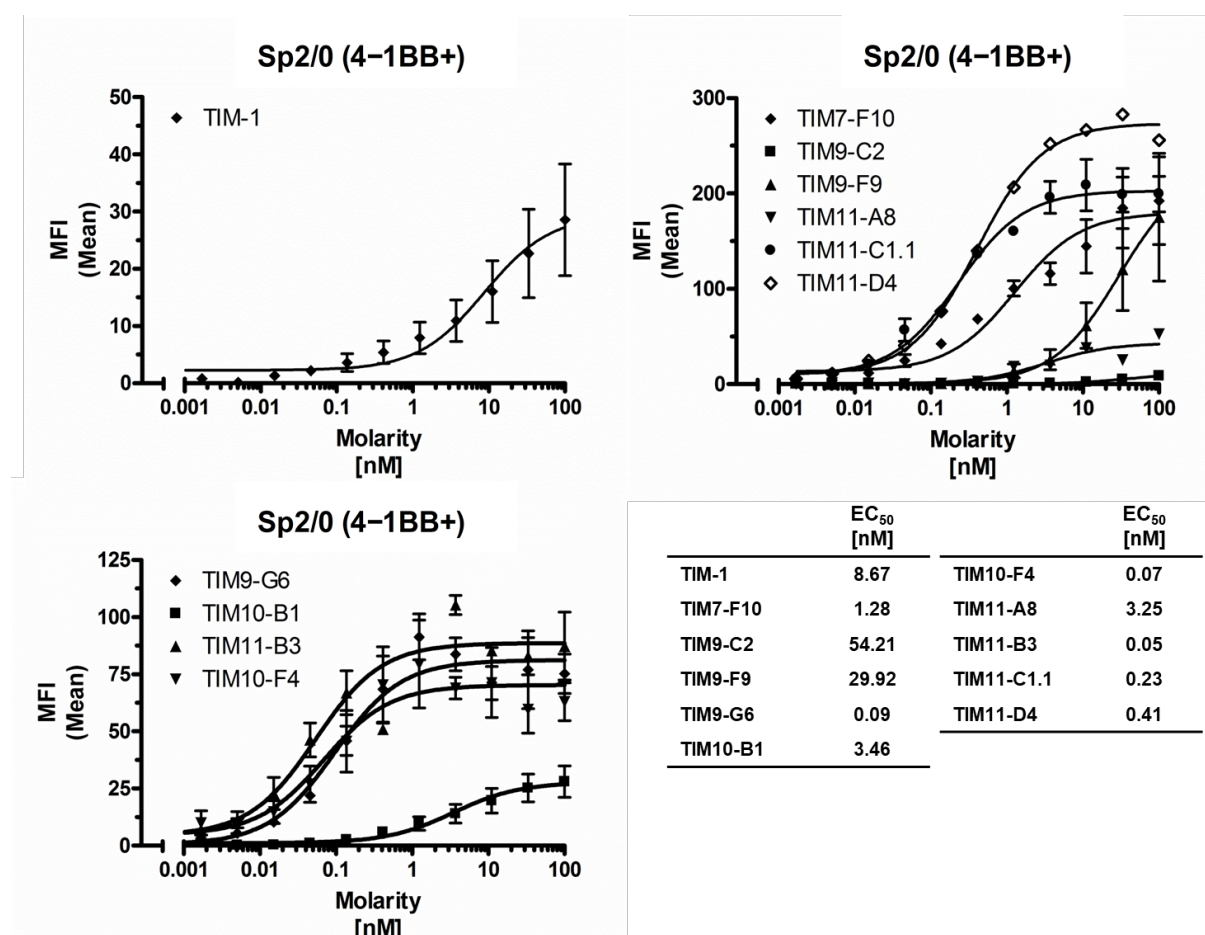 Sp2/0 (4−1BB+)
50
40
30
20
10
0
MFI
(Mean)
TIM-1
0.001 0.01 0.1 1 10 100
Molarity
[nM]
Sp2/0 (4−1BB+)
300
200
100
0
MFI
(Mean)
TIM7-F10
TIM9-C2
TIM9-F9
TIM11-A8
TIM11-C1.1
TIM11-D4
0.001 0.01 0.1 1 10 100
Molarity
[nM]
Sp2/0 (4−1BB+)
125
100
75
50
25
0
MFI
(Mean)
TIM9-G6
TIM10-B1
TIM11-B3
TIM10-F4
0.001 0.01 0.1 1 10 100
Molarity
[nM]
EC50
[nM]
TIM-1 8.67
TIM7-F10 1.28
TIM9-C2 54.21
TIM9-F9 29.92
TIM9-G6 0.09
TIM10-B1 3.46
EC50
[nM]
TIM10-F4 0.07
TIM11-A8 3.25
TIM11-B3 0.05
TIM11-C1.1 0.23
TIM11-D4 0.41